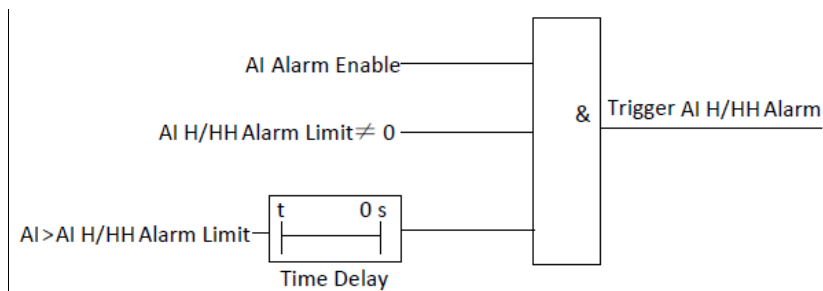 AI Alarm Enable
AI H/HH Alarm Limit≠ 0
& Trigger AI H/HH Alarm
t 0 s
AI>AI H/HH Alarm Limit
Time Delay